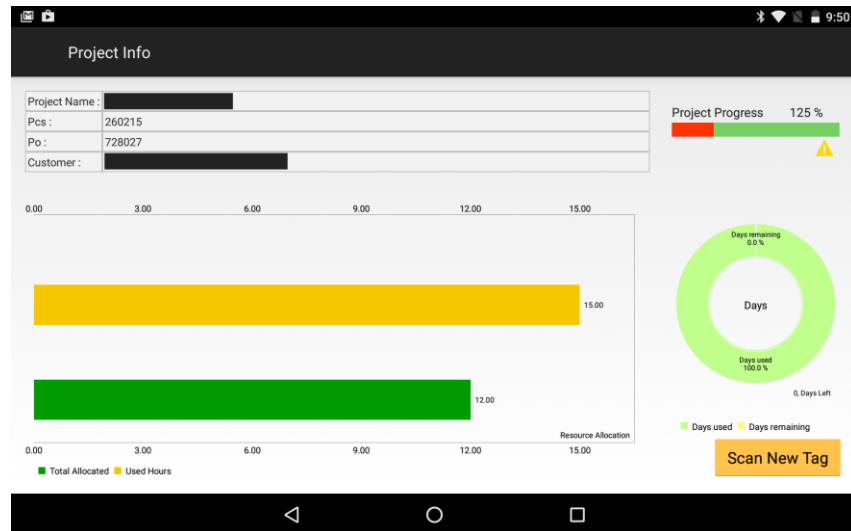 9:50
Project Info
Project Name :
Pcs : 260215
Po : 728027
Customer :
Project Progress 125 %
0.00 3.00 6.00 9.00 12.00 15.00
15.00
12.00
Resource Allocation
0.00 3.00 6.00 9.00 12.00 15.00
Total Allocated Used Hours
Days remaining
0.0 %
Days
Days used
100.0 %
0, Days Left
Days used Days remaining
Scan New Tag